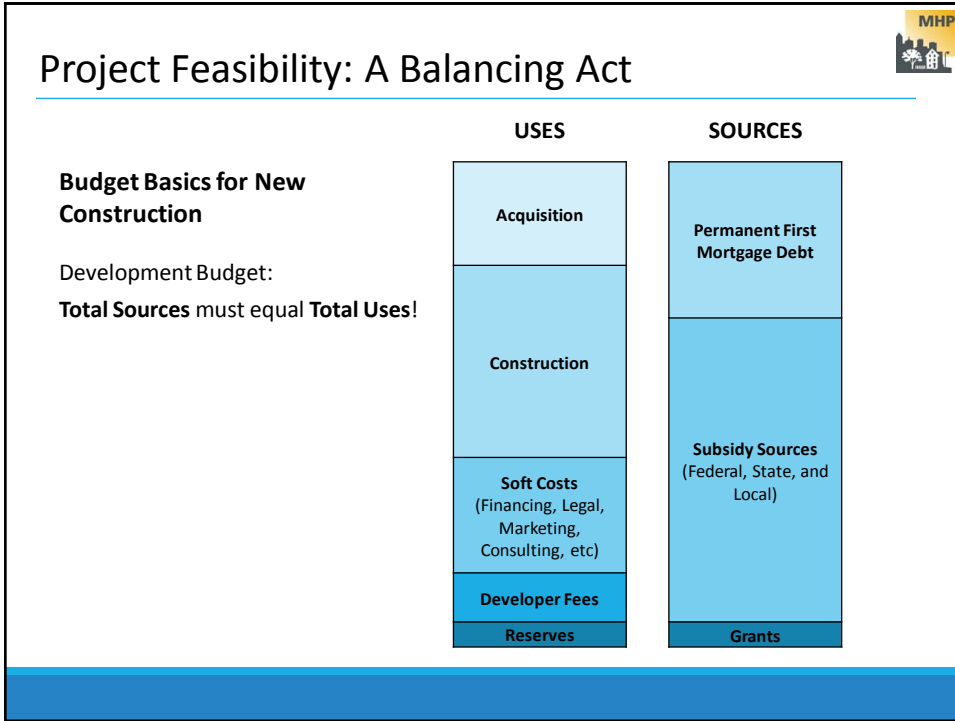 MHP
Project Feasibility: A Balancing Act
Budget Basics for New
Construction
Development Budget:
Total Sources must equal Total Uses!
USES
Acquisition
Construction
Soft Costs
(Financing, Legal,
Marketing,
Consulting, etc)
Developer Fees
Reserves
SOURCES
Permanent First
Mortgage Debt
Subsidy Sources
(Federal, State, and
Local)
Grants